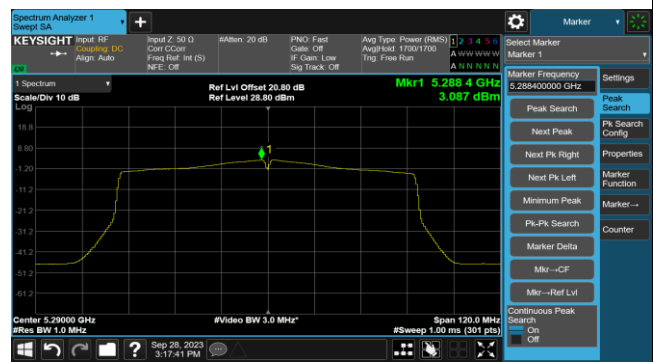 Spectrum Analyzer 1
Swept SA
Marker
KEYSIGHT
Input: RF
Coupling: DC
Align: Auto
Input Z: 50 Ω
Corr CCorr
Freq Ref: Int (S)
NFE: Off
#Atten: 20 dB
PNO: Fast
Gate: Off
IF Gain: Low
Sig Track: Off
Avg Type: Power (RMS)
Avg|Hold: 1700/1700
Trig: Free Run
1 2 3 4 5 6
A W W W W W
A N N N N N
Select Marker
Marker 1
1 Spectrum
Scale/Div 10 dB
Log
Ref Lvl Offset 20.80 dB
Ref Level 28.80 dBm
Mkr1 5.288 4 GHz
3.087 dBm
18.8
8.80
-1.20
-11.2
-21.2
-31.2
-41.2
-51.2
-61.2
1
Center 5.29000 GHz
#Res BW 1.0 MHz
#Video BW 3.0 MHz*
Span 120.0 MHz
#Sweep 1.00 ms (301 pts)
Marker Frequency
5.288400000 GHz
Peak Search
Next Peak
Next Pk Right
Next Pk Left
Minimum Peak
Pk-Pk Search
Marker Delta
Mkr→CF
Mkr→Ref Lvl
Continuous Peak
Search
On
Off
Settings
Peak
Search
Pk Search
Config
Properties
Marker
Function
Marker→
Counter
?
Sep 28, 2023
3:17:41 PM